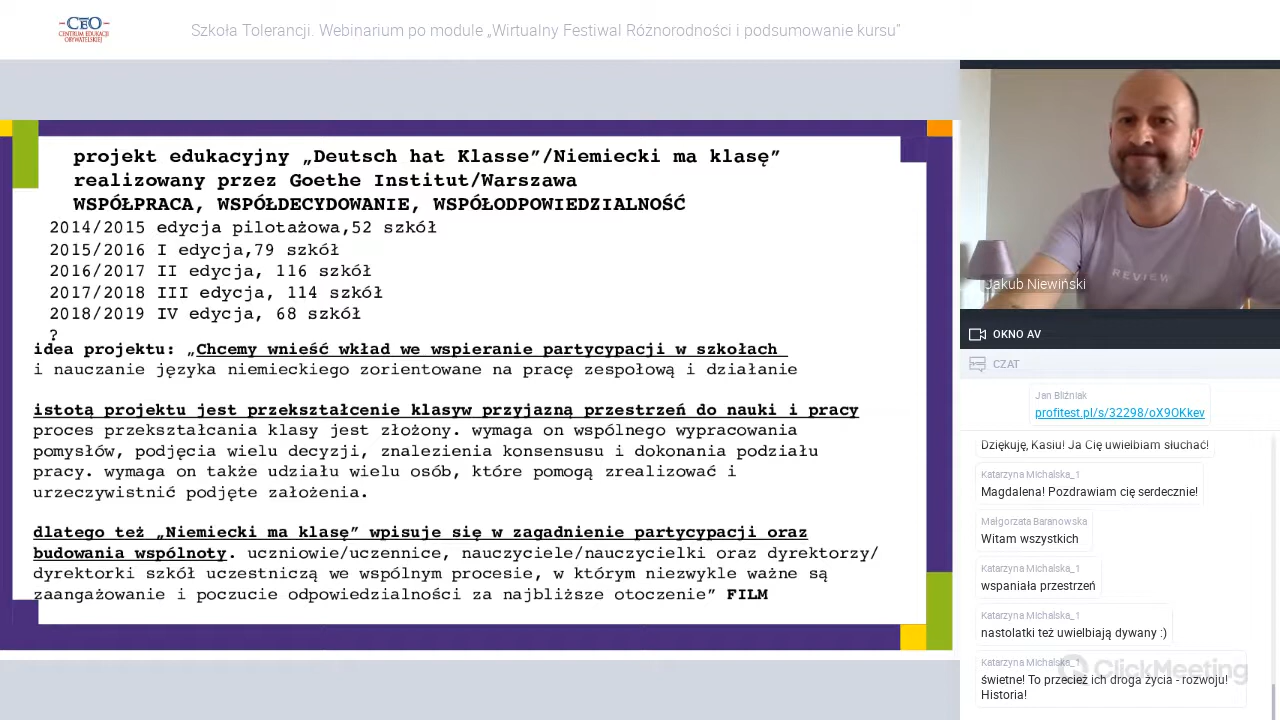 CEO
CENTRUM EDUKACJI
OBYWATELSKIEJ
Szkoła Tolerancji. Webinarium po module „Wirtualny Festiwal Różnorodności i podsumowanie kursu"
projekt edukacyjny „Deutsch hat Klasse”/Niemiecki ma klasę”
realizowany przez Goethe Institut/Warszawa
WSPÓŁPRACA, WSPÓŁDECYDOWANIE, WSPÓŁODPOWIEDZIALNOŚĆ
2014/2015 edycja pilotażowa,52 szkół
2015/2016 I edycja,79 szkół
2016/2017 II edycja, 116 szkół
2017/2018 III edycja, 114 szkół
2018/2019 IV edycja, 68 szkół
?
idea projektu: „Chcemy wnieść wkład we wspieranie partycypacji w szkołach
i nauczanie języka niemieckiego zorientowane na pracę zespołową i działanie
istotą projektu jest przekształcenie klasyw przyjazną przestrzeń do nauki i pracy
proces przekształcania klasy jest złożony. wymaga on wspólnego wypracowania
pomysłów, podjęcia wielu decyzji, znalezienia konsensusu i dokonania podziału
pracy. wymaga on także udziału wielu osób, które pomogą zrealizować i
urzeczywistnić podjęte założenia.
dlatego też „Niemiecki ma klasę” wpisuje się w zagadnienie partycypacji oraz
budowania wspólnoty. uczniowie/uczennice, nauczyciele/nauczycielki oraz dyrektorzy/
dyrektorki szkół uczestniczą we wspólnym procesie, w którym niezwykle ważne są
zaangażowanie i poczucie odpowiedzialności za najbliższe otoczenie” FILM
REVIEW
Jakub Niewiński
OKNO AV
CZAT
Jan Bliźniak
profitest.pl/s/32298/oX9OKkev
Dziękuję, Kasiu! Ja Cię uwielbiam słuchać!
Katarzyna Michalska_1
Magdalena! Pozdrawiam cię serdecznie!
Małgorzata Baranowska
Witam wszystkich
Katarzyna Michalska_1
wspaniała przestrzeń
Katarzyna Michalska_1
nastolatki też uwielbiają dywany :)
Katarzyna Michalska_1
świetne! To przecież ich droga życia - rozwoju!
Historia!
ClickMeeting